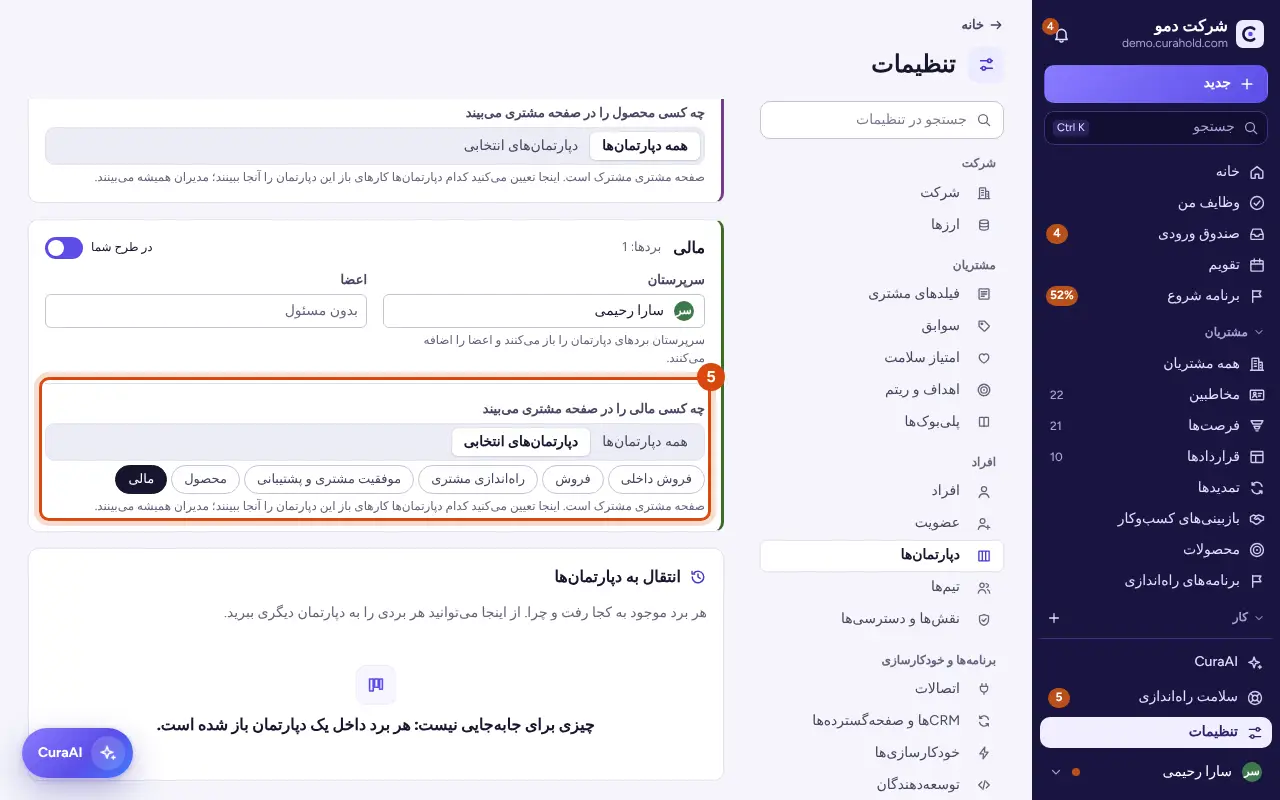 شرکت دمو
demo.curahold.com
4
جدید
جستجو
Ctrl K
خانه
وظایف من
صندوق ورودی
4
تقویم
برنامه شروع
52%
مشتریان
همه مشتریان
مخاطبین
22
فرصت‌ها
21
قراردادها
10
تمدیدها
بازبینی‌های کسب‌وکار
محصولات
برنامه‌های راه‌اندازی
کار
CuraAI
سلامت راه‌اندازی
5
تنظیمات
سر
سارا رحیمی
خانه
تنظیمات
جستجو در تنظیمات
شرکت
شرکت
ارزها
مشتریان
فیلدهای مشتری
سوابق
امتیاز سلامت
اهداف و ریتم
پلی‌بوک‌ها
افراد
افراد
عضویت
دپارتمان‌ها
تیم‌ها
نقش‌ها و دسترسی‌ها
برنامه‌ها و خودکارسازی
اتصالات
CRMها و صفحه‌گسترده‌ها
خودکارسازی‌ها
توسعه‌دهندگان
چه کسی محصول را در صفحه مشتری می‌بیند
همه دپارتمان‌ها
دپارتمان‌های انتخابی
صفحه مشتری مشترک است. اینجا تعیین می‌کنید کدام دپارتمان‌ها کارهای باز این دپارتمان را آنجا ببینند؛ مدیران همیشه می‌بینند.
مالی
بردها: 1
در طرح شما
سرپرستان
اعضا
سر
سارا رحیمی
بدون مسئول
سرپرستان بردهای دپارتمان را باز می‌کنند و اعضا را اضافه
می‌کنند.
5
چه کسی مالی را در صفحه مشتری می‌بیند
همه دپارتمان‌ها
دپارتمان‌های انتخابی
فروش داخلی
فروش
راه‌اندازی مشتری
موفقیت مشتری و پشتیبانی
محصول
مالی
صفحه مشتری مشترک است. اینجا تعیین می‌کنید کدام دپارتمان‌ها کارهای باز این دپارتمان را آنجا ببینند؛ مدیران همیشه می‌بینند.
انتقال به دپارتمان‌ها
هر برد موجود به کجا رفت و چرا. از اینجا می‌توانید هر بردی را به دپارتمان دیگری ببرید.
چیزی برای جابه‌جایی نیست: هر برد داخل یک دپارتمان باز شده است.
CuraAI